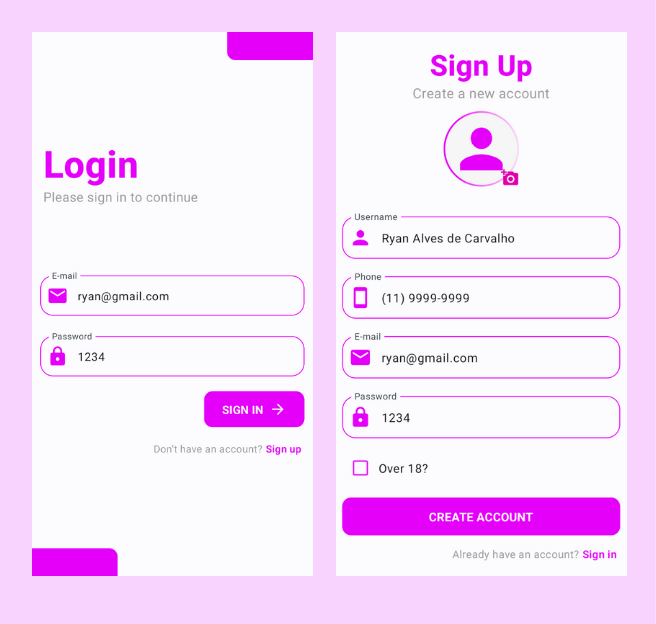 Login
Please sign in to continue
E-mail
ryan@gmail.com
Password
1234
SIGN IN
Don't have an account? Sign up
Sign Up
Create a new account
Username
Ryan Alves de Carvalho
Phone
(11) 9999-9999
E-mail
ryan@gmail.com
Password
1234
Over 18?
CREATE ACCOUNT
Already have an account? Sign in